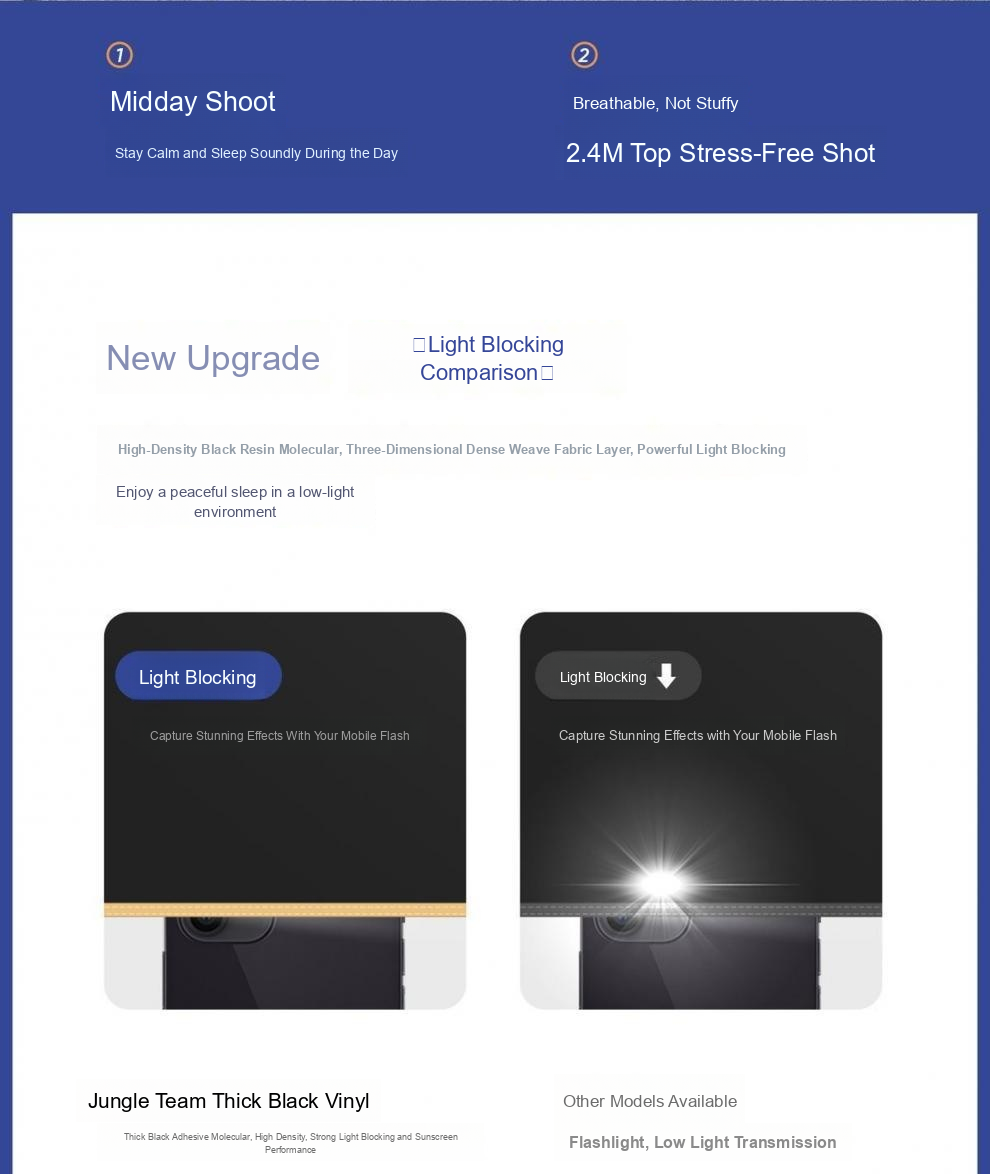 1
Midday Shoot
Stay Calm and Sleep Soundly During the Day
2
Breathable, Not Stuffy
2.4M Top Stress-Free Shot
New Upgrade
Light Blocking
Comparison
High-Density Black Resin Molecular, Three-Dimensional Dense Weave Fabric Layer, Powerful Light Blocking
Enjoy a peaceful sleep in a low-light
environment
Light Blocking
Capture Stunning Effects With Your Mobile Flash
Light Blocking
Capture Stunning Effects with Your Mobile Flash
Jungle Team Thick Black Vinyl
Thick Black Adhesive Molecular, High Density, Strong Light Blocking and Sunscreen
Performance
Other Models Available
Flashlight, Low Light Transmission